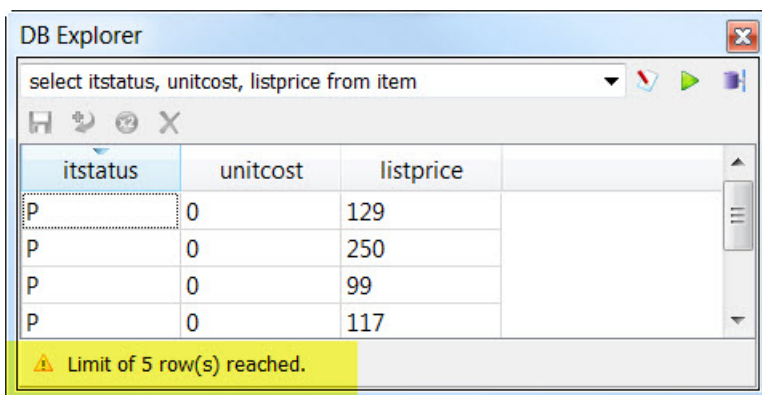 DB Explorer
select itstatus, unitcost, listprice from item
itstatus unitcost listprice
P 0 129
P 0 250
P 0 99
P 0 117
Limit of 5 row(s) reached.